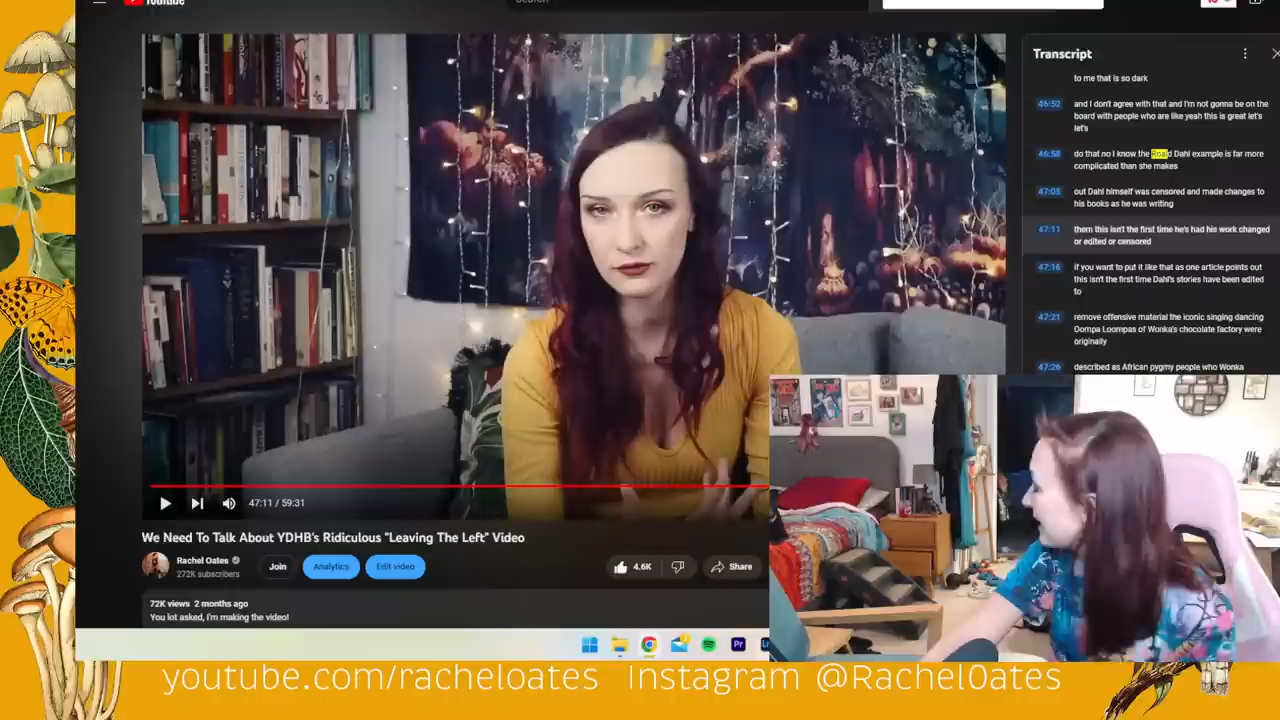 YouTube
Search
Transcript
to me that is so dark
46:52
and I don't agree with that and I'm not gonna be on the
board with people who are like yeah this is great let's
let's
46:58
do that no I know the Roald Dahl example is far more
complicated than she makes
47:05
out Dahl himself was censored and made changes to
his books as he was writing
47:11
them this isn't the first time he's had his work changed
or edited or censored
47:16
if you want to put it like that as one article points out
this isn't the first time Dahl's stories have been edited
to
47:21
remove offensive material the iconic singing dancing
Oompa Loompas of Wonka's chocolate factory were
originally
47:26
described as African pygmy people who Wonka
47:11 / 59:31
We Need To Talk About YDHB's Ridiculous "Leaving The Left" Video
Rachel Oates
272K subscribers
Join
Analytics
Edit video
4.6K
Share
72K views 2 months ago
You lot asked, I'm making the video!
Pr
youtube.com/racheloates Instagram @RachelOates